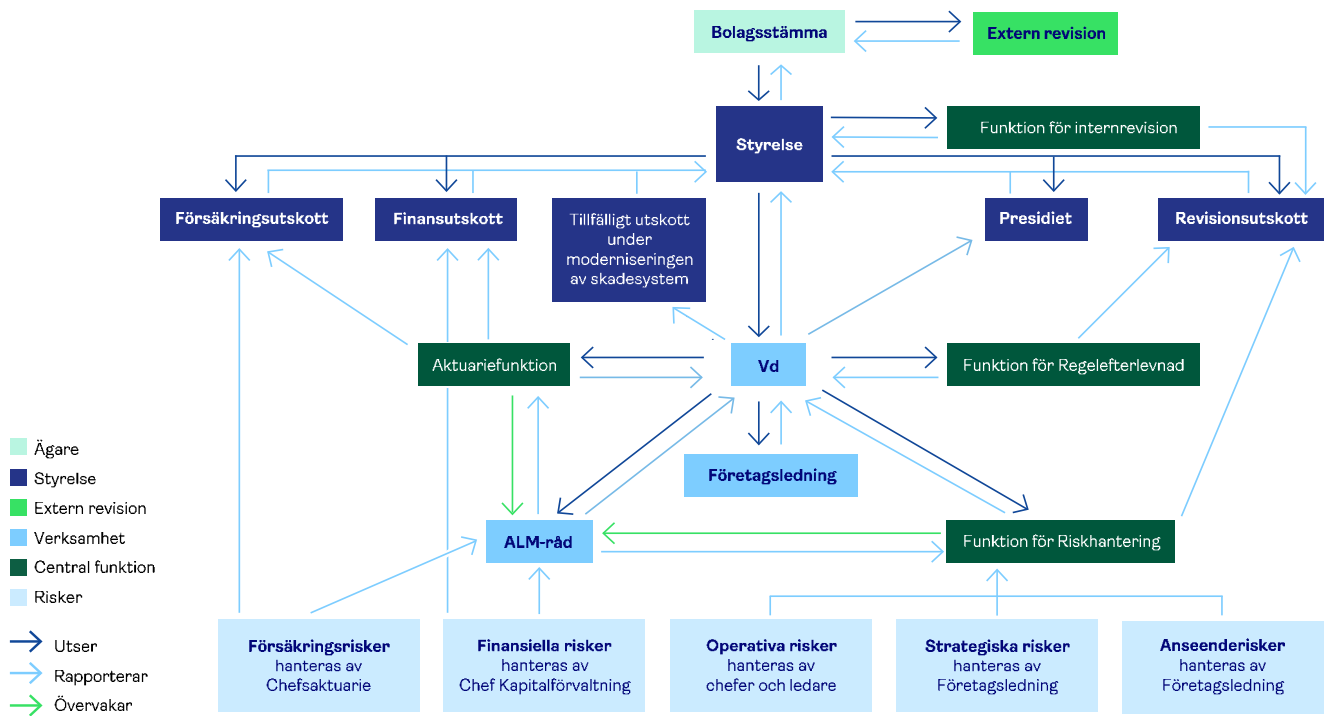 Bolagsstämma
Extern revision
Styrelse
Funktion för internrevision
Försäkringsutskott
Finansutskott
Tillfälligt utskott
under
moderniseringen
av skadesystem
Presidiet
Revisionsutskott
Aktuariefunktion
Vd
Funktion för Regelefterlevnad
Företagsledning
ALM-råd
Funktion för Riskhantering
Försäkringsrisker
hanteras av
Chefsaktuarie
Finansiella risker
hanteras av
Chef Kapitalförvaltning
Operativa risker
hanteras av
chefer och ledare
Strategiska risker
hanteras av
Företagsledning
Anseenderisker
hanteras av
Företagsledning
Ägare
Styrelse
Extern revision
Verksamhet
Central funktion
Risker
Utser
Rapporterar
Övervakar